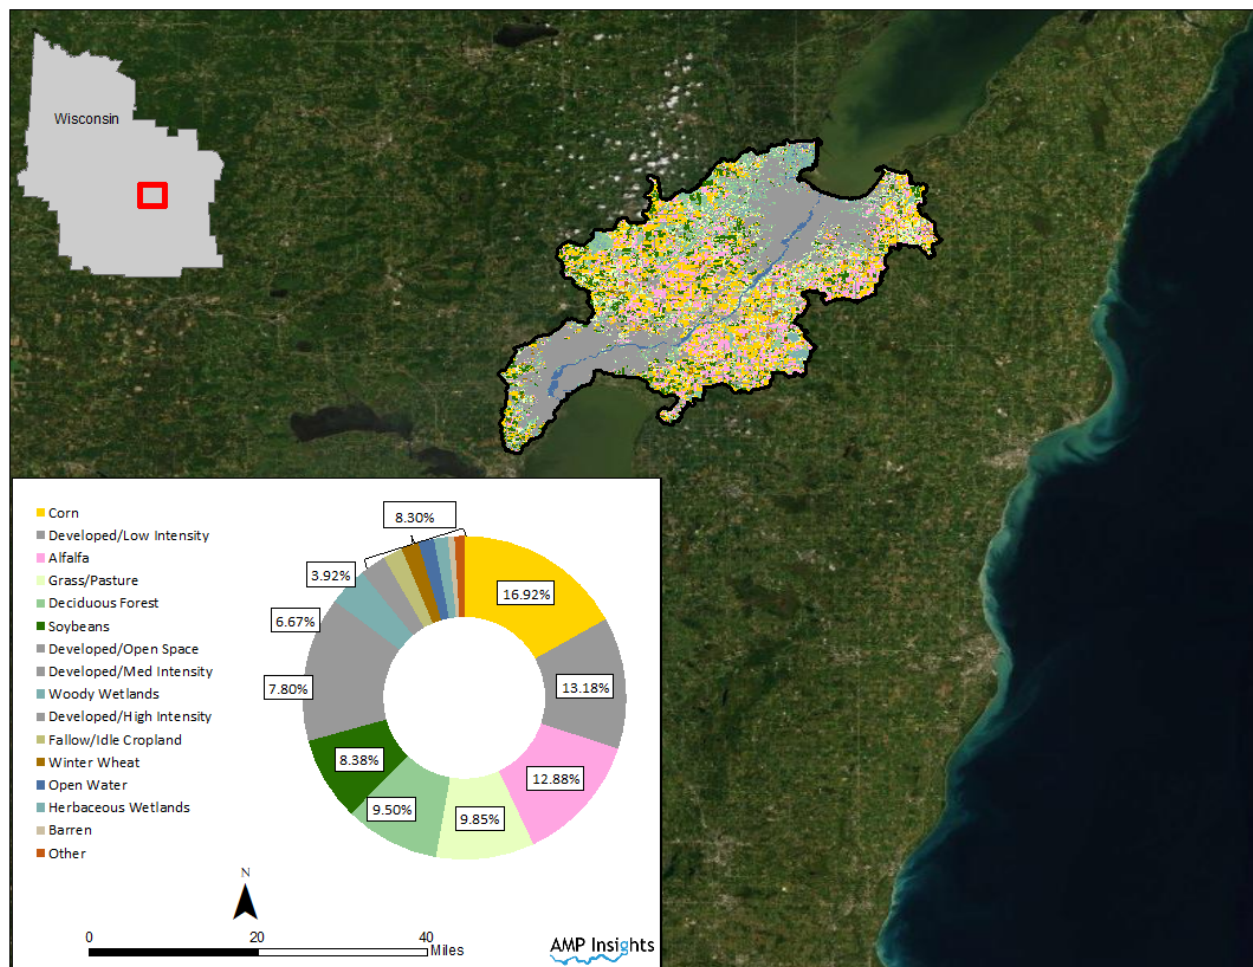 Wisconsin
Corn
Developed/Low Intensity
Alfalfa
Grass/Pasture
Deciduous Forest
Soybeans
Developed/Open Space
Developed/Med Intensity
Woody Wetlands
Developed/High Intensity
Fallow/Idle Cropland
Winter Wheat
Open Water
Herbaceous Wetlands
Barren
Other
8.30%
3.92%
16.92%
6.67%
7.80%
13.18%
8.38%
12.88%
9.50%
9.85%
N
0 20 40
Miles
AMP Insights